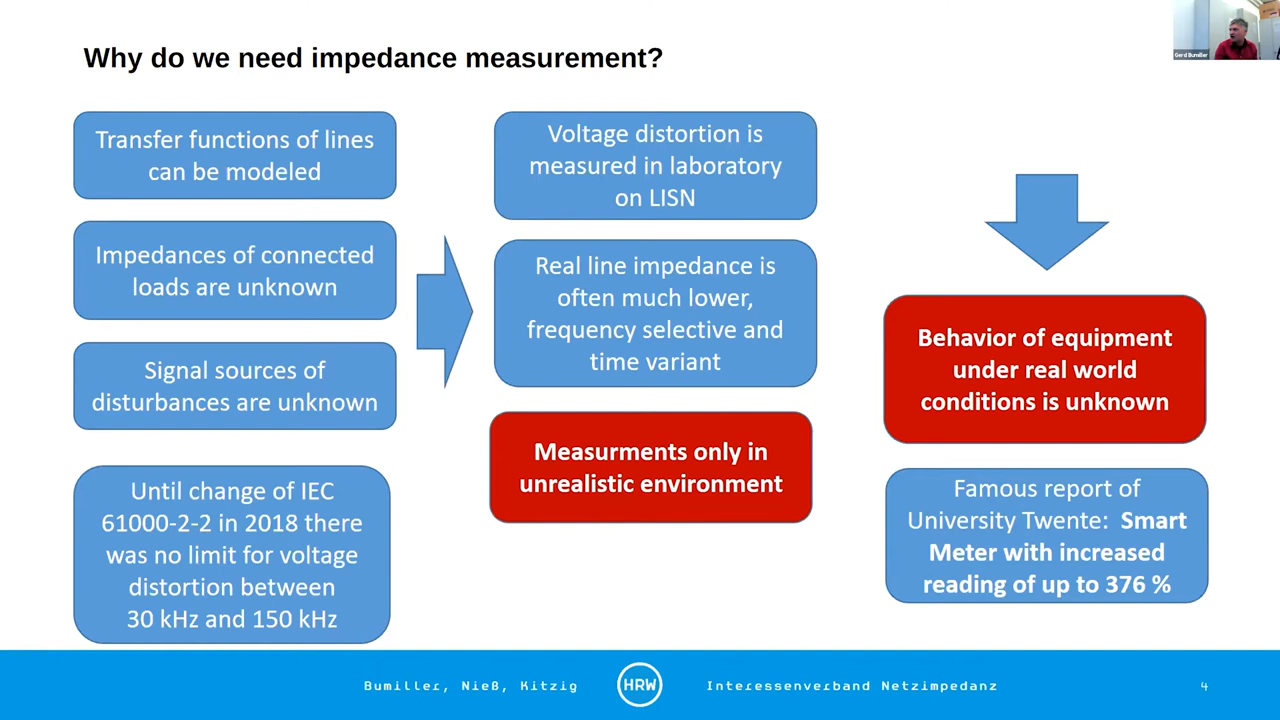 Why do we need impedance measurement?
Gerd Bumiller
Transfer functions of lines
can be modeled
Impedances of connected
loads are unknown
Signal sources of
disturbances are unknown
Until change of IEC
61000-2-2 in 2018 there
was no limit for voltage
distortion between
30 kHz and 150 kHz
Voltage distortion is
measured in laboratory
on LISN
Real line impedance is
often much lower,
frequency selective and
time variant
Measurments only in
unrealistic environment
Behavior of equipment
under real world
conditions is unknown
Famous report of
University Twente: Smart
Meter with increased
reading of up to 376 %
Bumiller, Nieß, Kitzig
HRW
Interessenverband Netzimpedanz
4